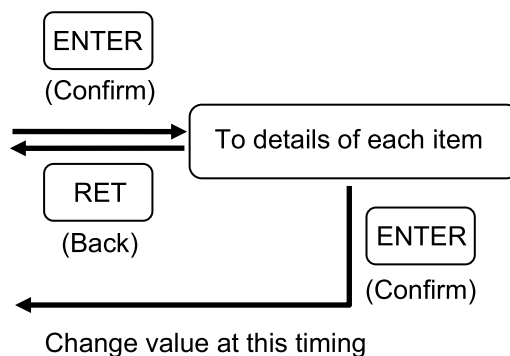 ENTER
(Confirm)
To details of each item
RET
(Back)
ENTER
(Confirm)
Change value at this timing